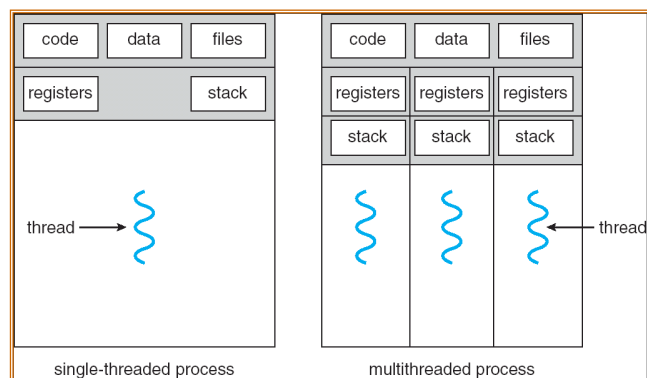 code data files
registers stack
thread
single-threaded process
code data files
registers registers registers
stack stack stack
thread
multithreaded process